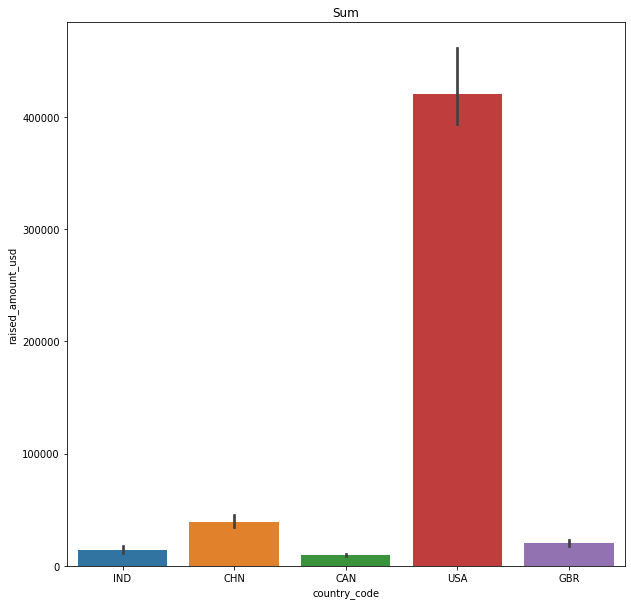 Sum
400000
300000
200000
100000
0
raised_amount_usd
IND CHN CAN USA GBR
country_code